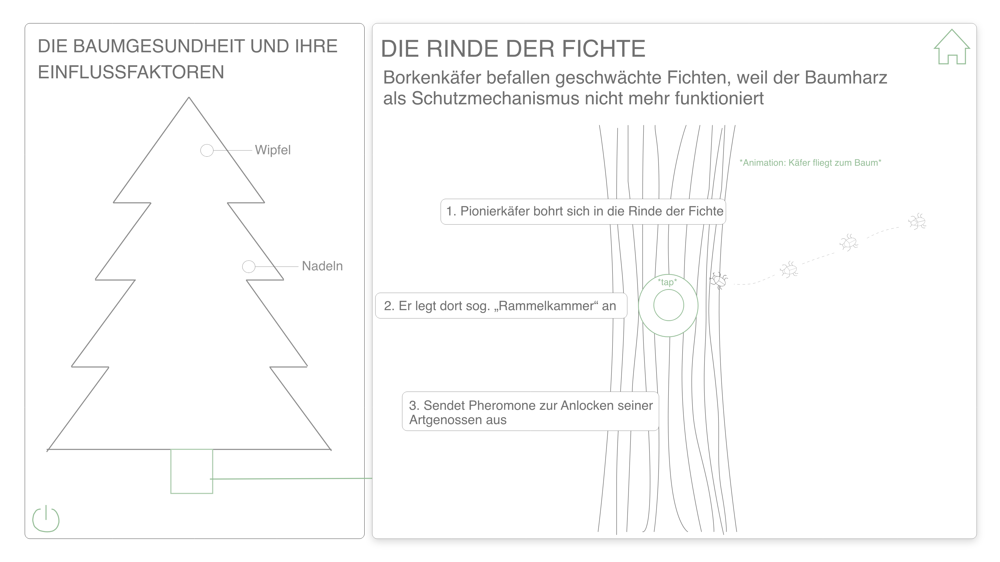 DIE BAUMGESUNDHEIT UND IHRE
EINFLUSSFAKTOREN
Wipfel
Nadeln
DIE RINDE DER FICHTE
Borkenkäfer befallen geschwächte Fichten, weil der Baumharz
als Schutzmechanismus nicht mehr funktioniert
*Animation: Käfer fliegt zum Baum*
1. Pionierkäfer bohrt sich in die Rinde der Fichte
*tap*
2. Er legt dort sog. „Rammelkammer“ an
3. Sendet Pheromone zur Anlocken seiner
Artgenossen aus